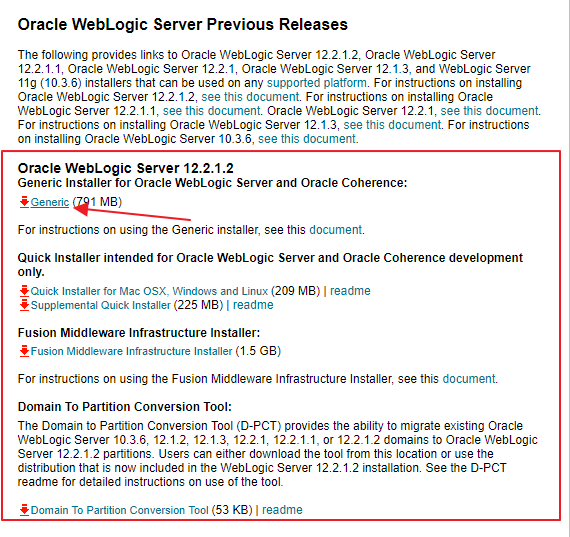 Oracle WebLogic Server Previous Releases
The following provides links to Oracle WebLogic Server 12.2.1.2, Oracle WebLogic Server
12.2.1.1, Oracle WebLogic Server 12.2.1, Oracle WebLogic Server 12.1.3, and WebLogic Server
11g (10.3.6) installers that can be used on any supported platform. For instructions on installing
Oracle WebLogic Server 12.2.1.2, see this document. For instructions on installing Oracle
WebLogic Server 12.2.1.1, see this document. Oracle WebLogic Server 12.2.1, see this document.
For instructions on installing Oracle WebLogic Server 12.1.3, see this document. For instructions
on installing Oracle WebLogic Server 10.3.6, see this document.
Oracle WebLogic Server 12.2.1.2
Generic Installer for Oracle WebLogic Server and Oracle Coherence:
Generic (791 MB)
For instructions on using the Generic installer, see this document.
Quick Installer intended for Oracle WebLogic Server and Oracle Coherence development
only.
Quick Installer for Mac OSX, Windows and Linux (209 MB) | readme
Supplemental Quick Installer (225 MB) | readme
Fusion Middleware Infrastructure Installer:
Fusion Middleware Infrastructure Installer (1.5 GB)
For instructions on using the Fusion Middleware Infrastructure Installer, see this document.
Domain To Partition Conversion Tool:
The Domain to Partition Conversion Tool (D-PCT) provides the ability to migrate existing Oracle
WebLogic Server 10.3.6, 12.1.2, 12.1.3, 12.2.1, 12.2.1.1, or 12.2.1.2 domains to Oracle WebLogic
Server 12.2.1.2 partitions. Users can either download the tool from this location or use the
distribution that is now included in the WebLogic Server 12.2.1.2 installation. See the D-PCT
readme for detailed instructions on use of the tool.
Domain To Partition Conversion Tool (53 KB) | readme